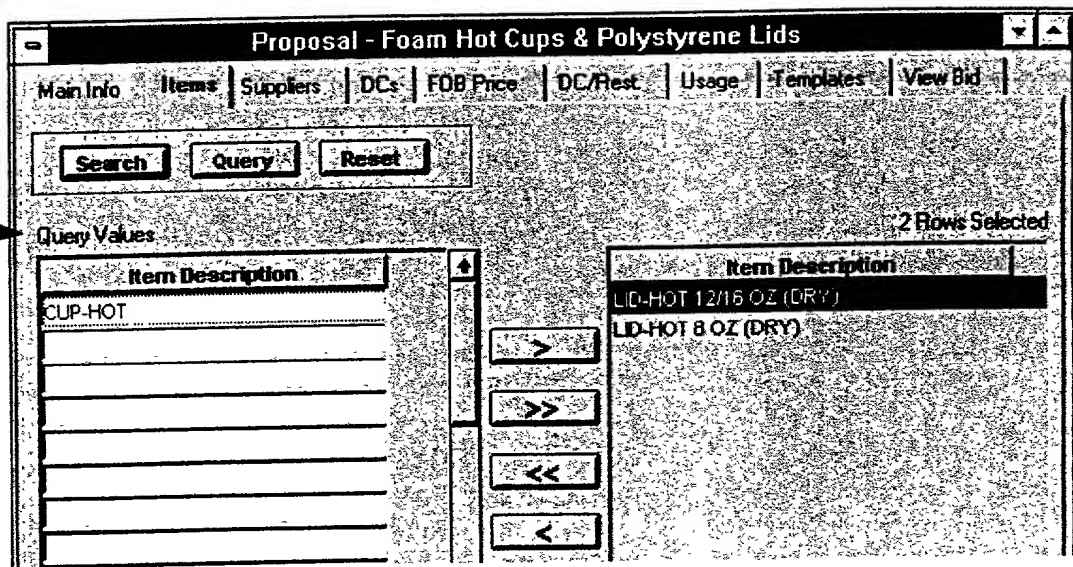 Proposal - Foam Hot Cups & Polystyrene Lids
Main Info Items Suppliers DCs FOB Price DC/Rest. Usage Templates View Bid
Search Query Reset
2 Rows Selected
Query Values
Item Description Item Description
CUP-HOT LID-HOT 12/16 OZ (DRY)
LID-HOT 8 OZ (DRY)
>
>>
<<
<